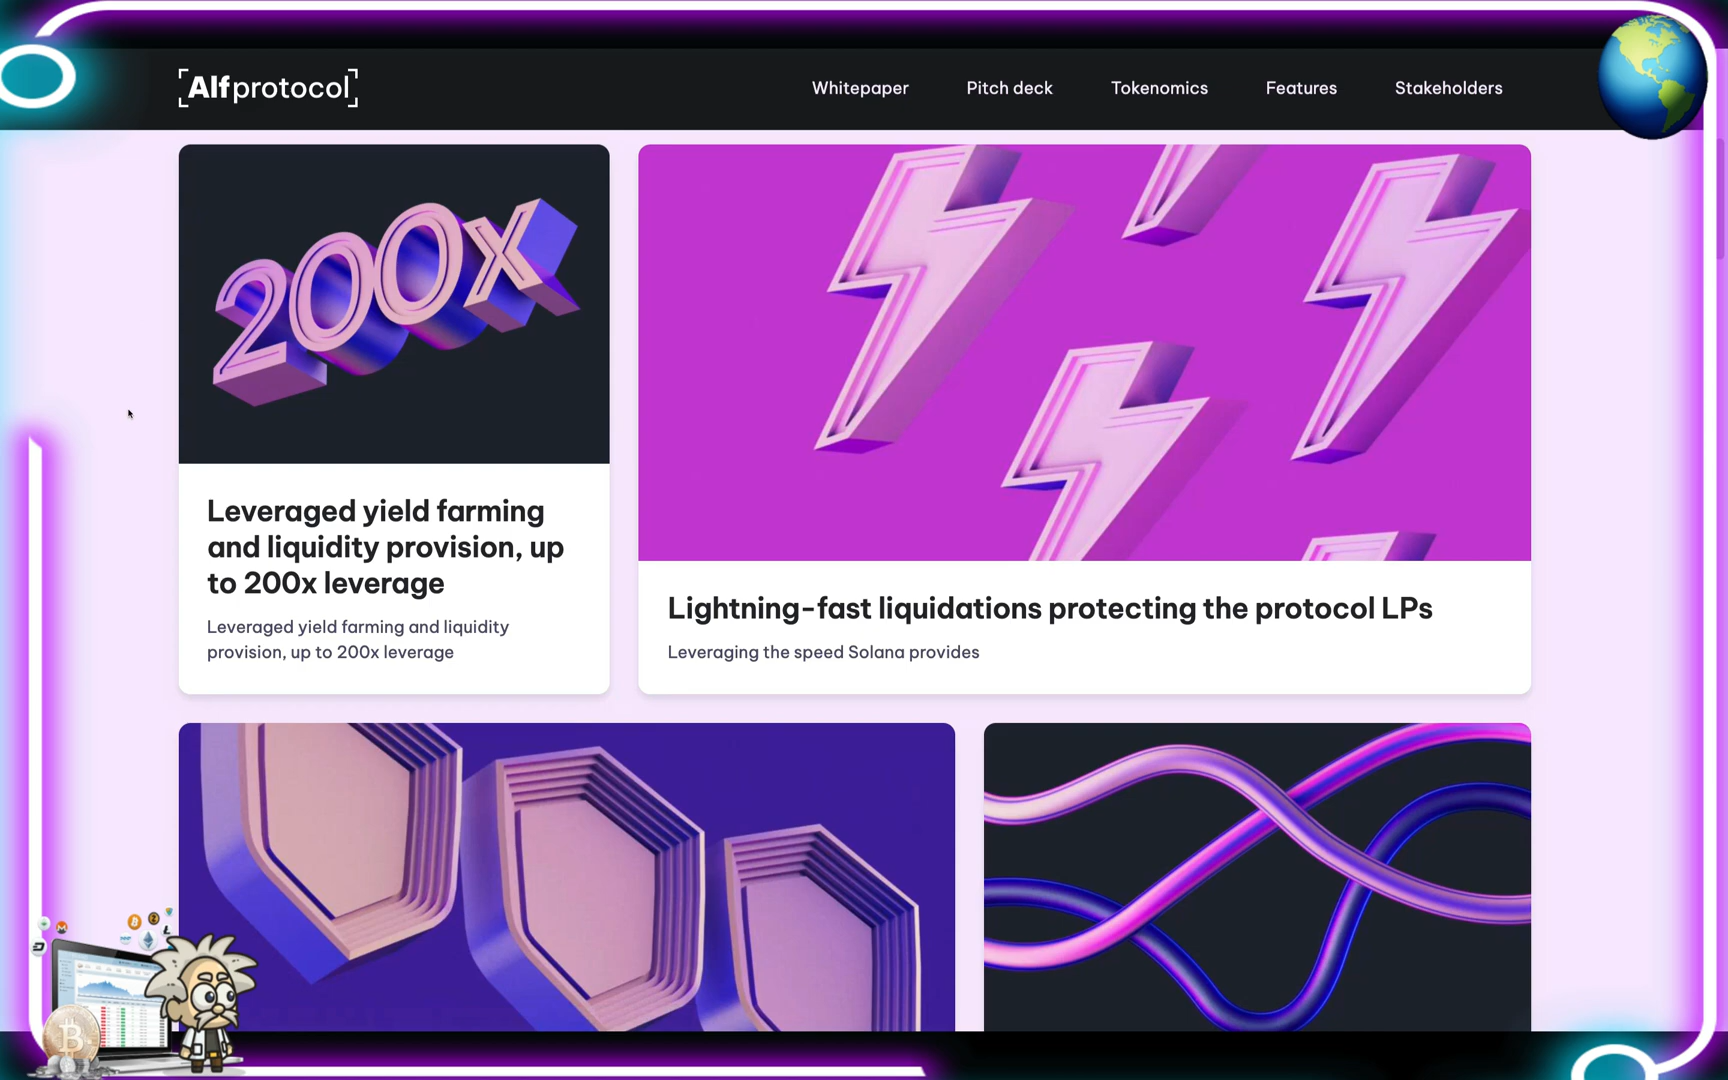 Alfprotocol
Whitepaper
Pitch deck
Tokenomics
Features
Stakeholders
200x
Leveraged yield farming
and liquidity provision, up
to 200x leverage
Leveraged yield farming and liquidity
provision, up to 200x leverage
Lightning-fast liquidations protecting the protocol LPs
Leveraging the speed Solana provides